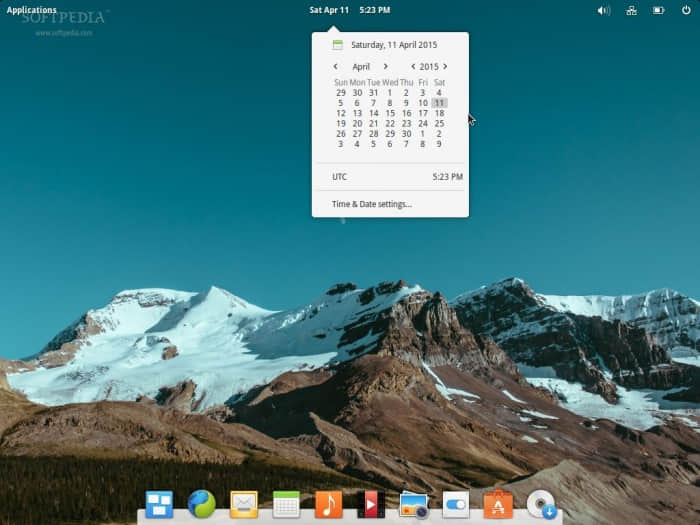 Applications
Sat Apr 11 5:23 PM
SOFTPEDIA
www.softpedia.com
Saturday, 11 April 2015
< April > < 2015 >
Sun Mon Tue Wed Thu Fri Sat
29 30 31 1 2 3 4
5 6 7 8 9 10 11
12 13 14 15 16 17 18
19 20 21 22 23 24 25
26 27 28 29 30 1 2
3 4 5 6 7 8 9
UTC 5:23 PM
Time & Date settings...